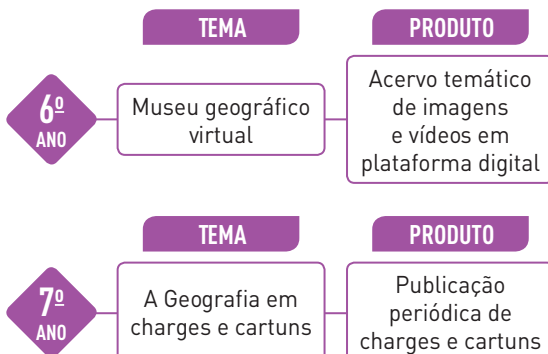 TEMA
PRODUTO
6º
ANO
Museu geográfico
virtual
Acervo temático
de imagens
e vídeos em
plataforma digital
TEMA
PRODUTO
7º
ANO
A Geografia em
charges e cartuns
Publicação
periódica de
charges e cartuns